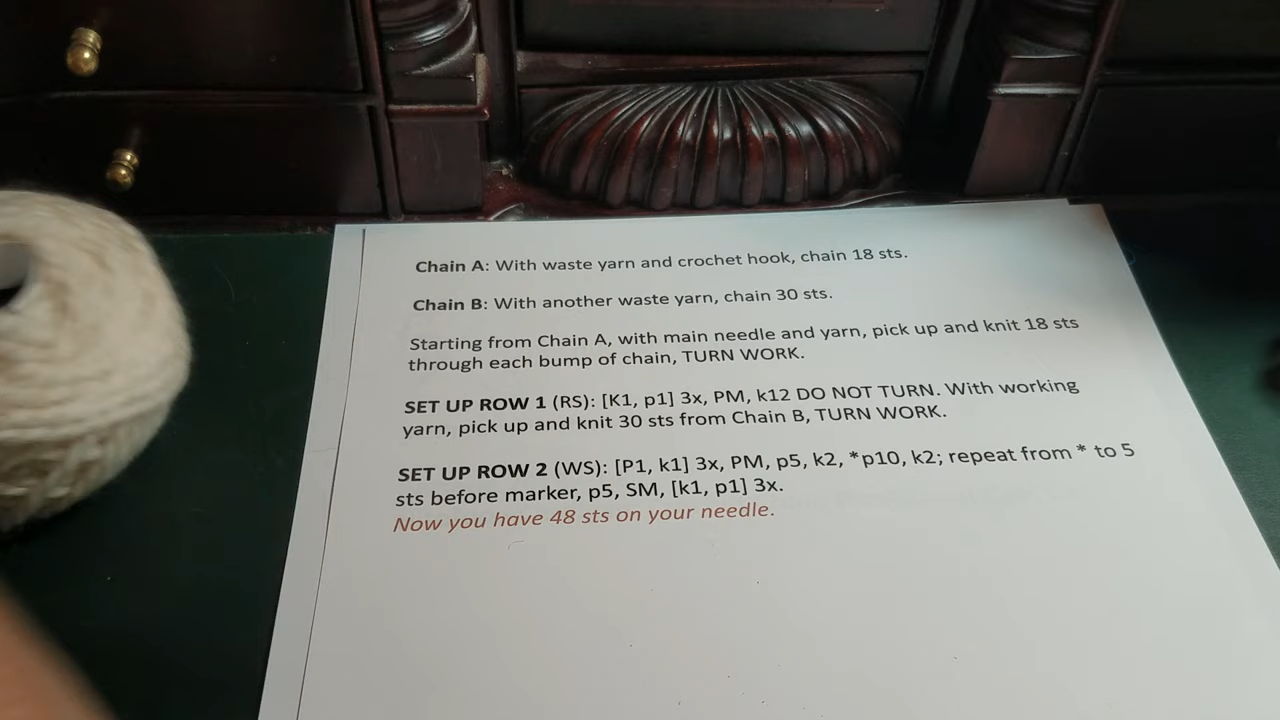 Chain A: With waste yarn and crochet hook, chain 18 sts.
Chain B: With another waste yarn, chain 30 sts.
Starting from Chain A, with main needle and yarn, pick up and knit 18 sts
through each bump of chain, TURN WORK.
SET UP ROW 1 (RS): [K1, p1] 3x, PM, k12 DO NOT TURN. With working
yarn, pick up and knit 30 sts from Chain B, TURN WORK.
SET UP ROW 2 (WS): [P1, k1] 3x, PM, p5, k2, *p10, k2; repeat from * to 5
sts before marker, p5, SM, [k1, p1] 3x.
Now you have 48 sts on your needle.